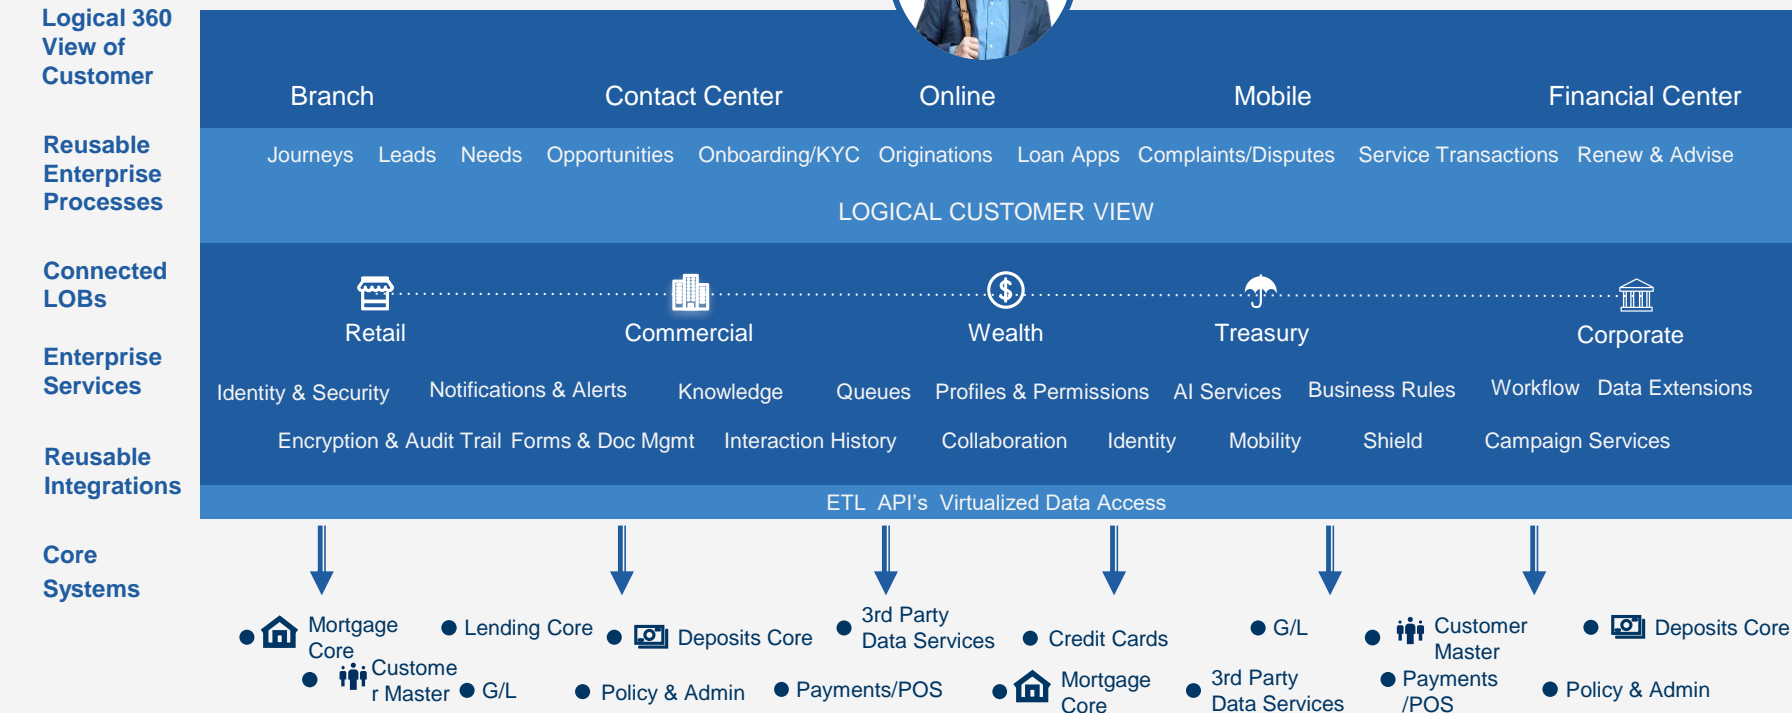 Logical 360
View of
Customer
Branch Contact Center Online Mobile Financial Center
Reusable
Enterprise
Processes
Journeys Leads Needs Opportunities Onboarding/KYC Originations Loan Apps Complaints/Disputes Service Transactions Renew & Advise
LOGICAL CUSTOMER VIEW
Connected
LOBs
Retail Commercial Wealth Treasury Corporate
Enterprise
Services
Identity & Security Notifications & Alerts Knowledge Queues Profiles & Permissions AI Services Business Rules Workflow Data Extensions
Encryption & Audit Trail Forms & Doc Mgmt Interaction History Collaboration Identity Mobility Shield Campaign Services
Reusable
Integrations
ETL API's Virtualized Data Access
Core
Systems
Mortgage
Core
Lending Core
Deposits Core
3rd Party
Data Services
Credit Cards
G/L
Customer
Master
Deposits Core
Custome
r Master
G/L
Policy & Admin
Payments/POS
Mortgage
Core
3rd Party
Data Services
Payments
/POS
Policy & Admin